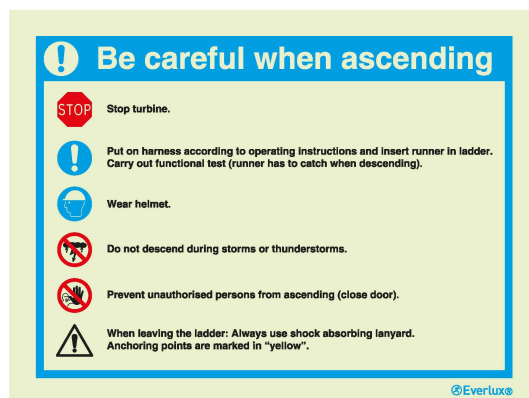 Be careful when ascending
STOP
Stop turbine.
Put on harness according to operating instructions and insert runner in ladder.
Carry out functional test (runner has to catch when descending).
Wear helmet.
Do not descend during storms or thunderstorms.
Prevent unauthorised persons from ascending (close door).
When leaving the ladder: Always use shock absorbing lanyard.
Anchoring points are marked in “yellow”.
Everlux®